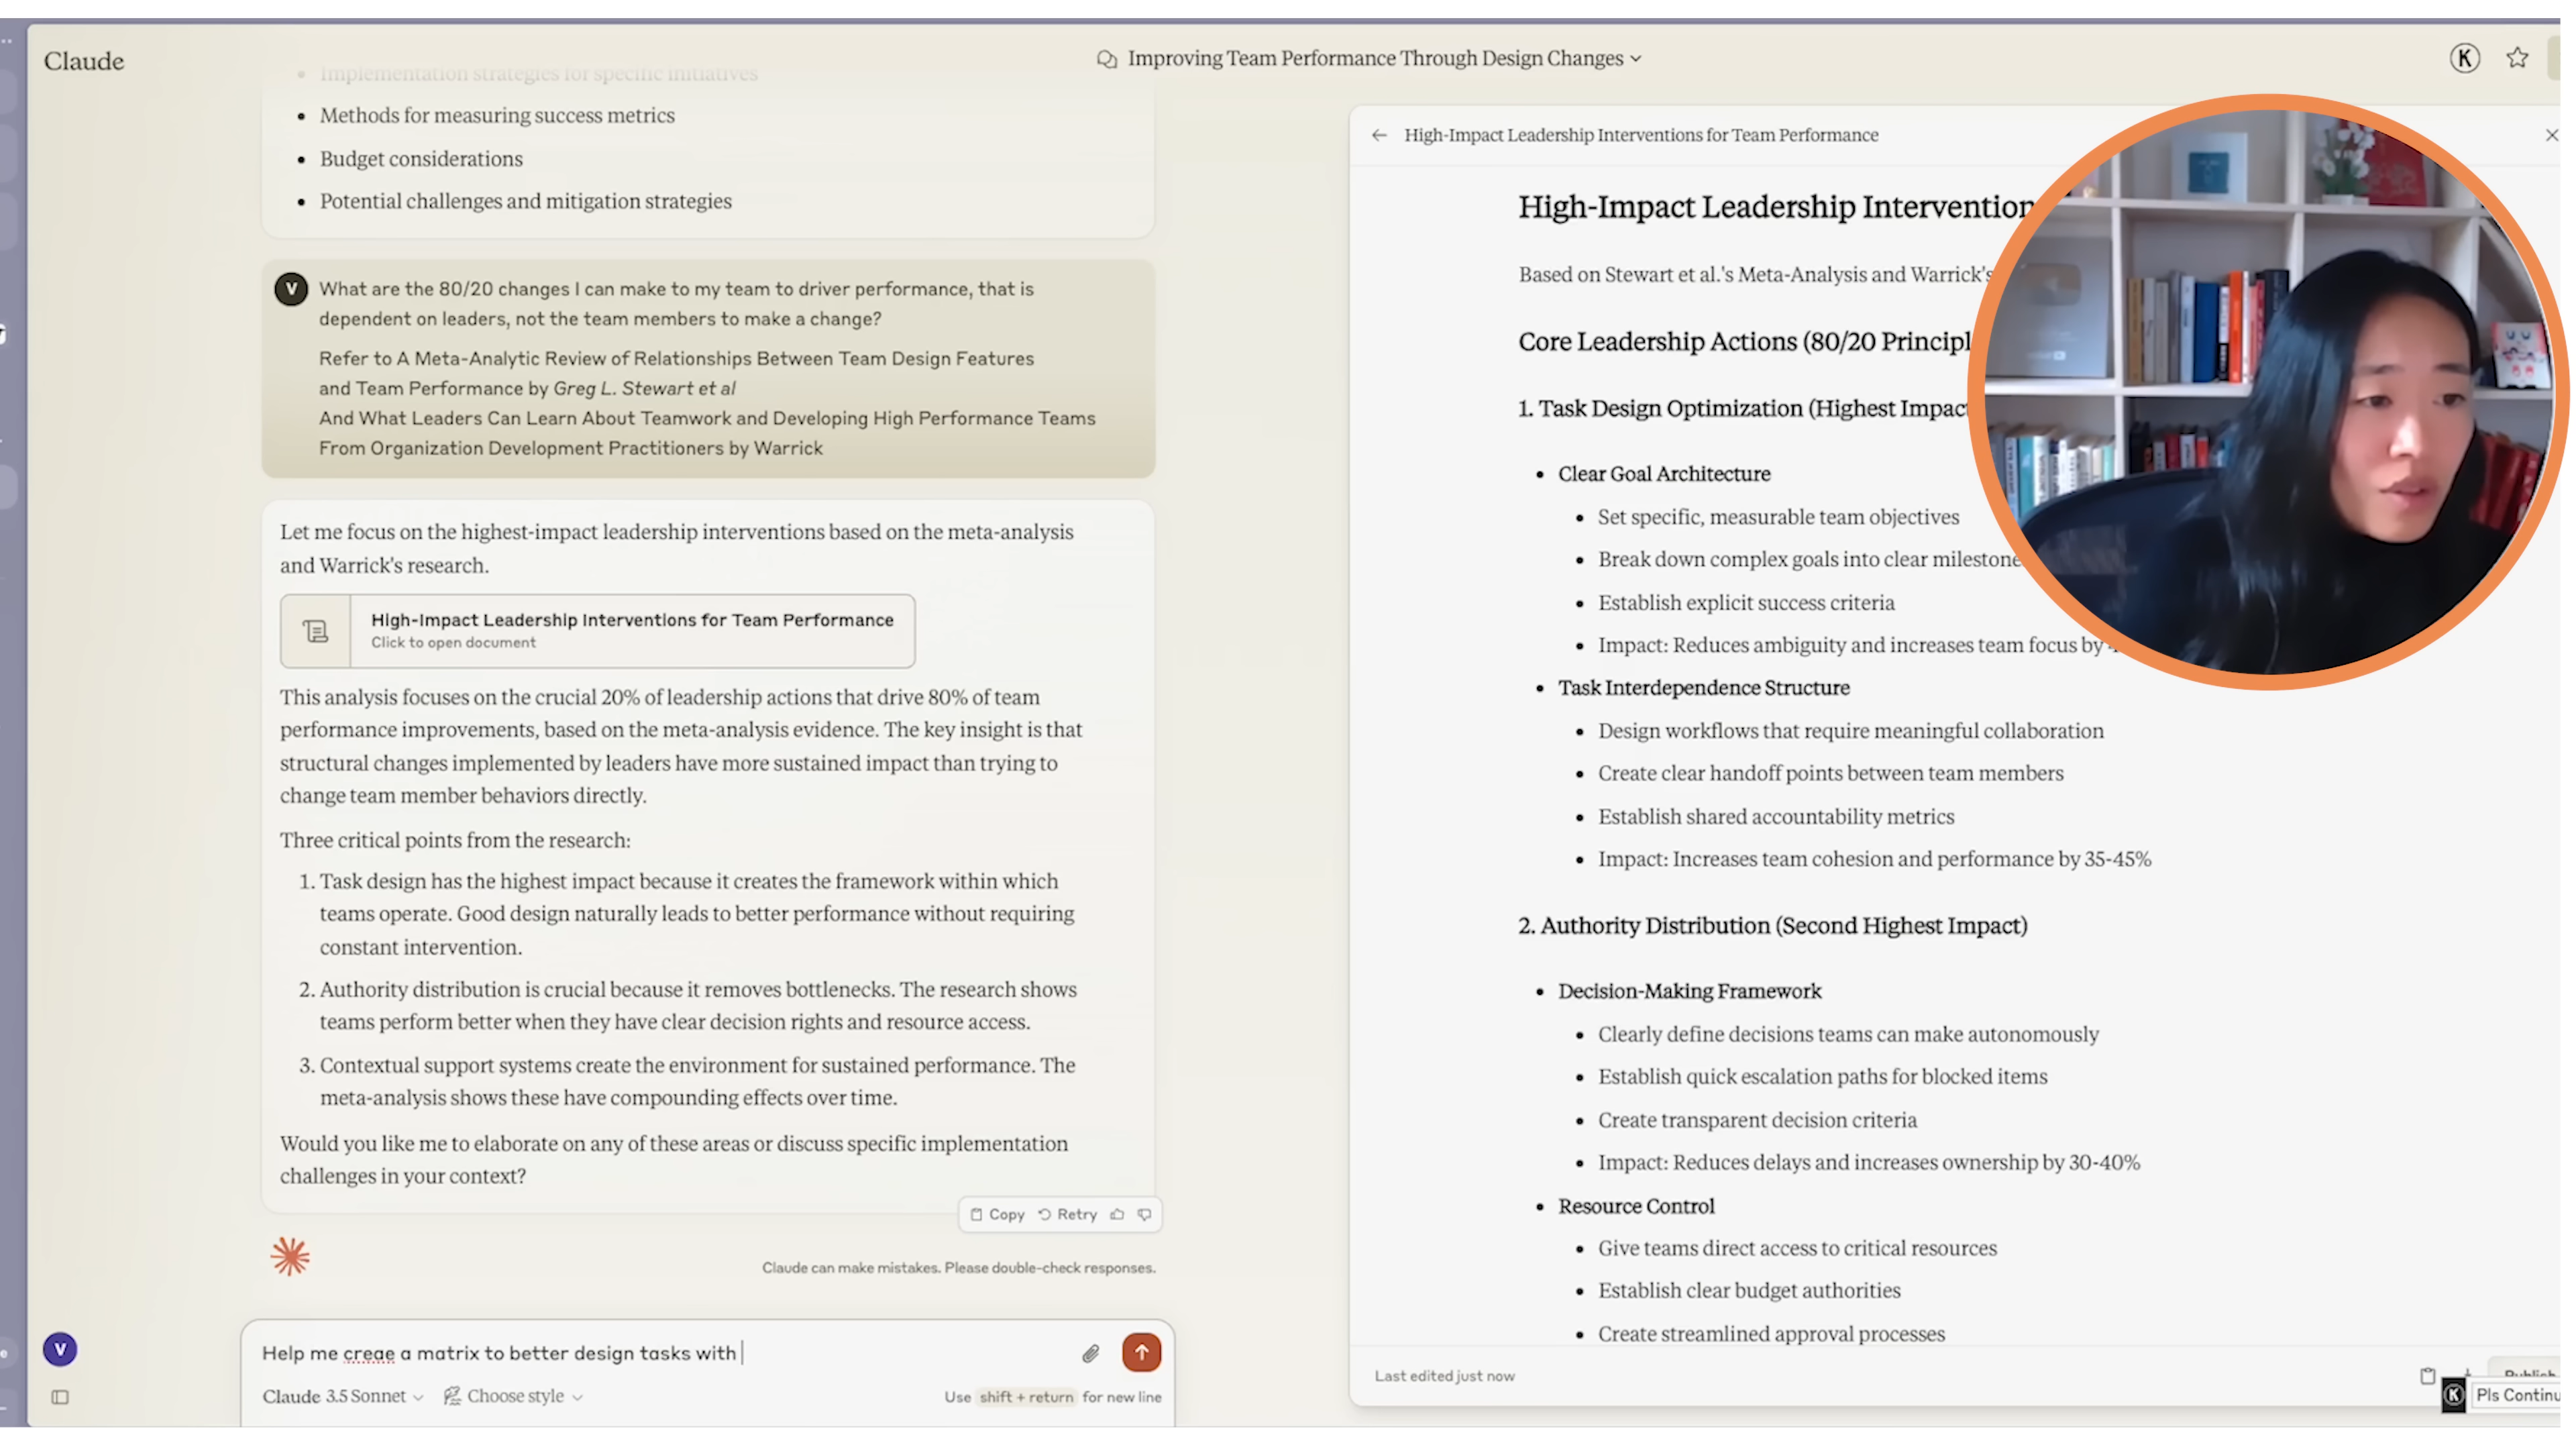 Claude
Improving Team Performance Through Design Changes
K
Implementation strategies for specific initiatives
Methods for measuring success metrics
Budget considerations
Potential challenges and mitigation strategies
V
What are the 80/20 changes I can make to my team to driver performance, that is
dependent on leaders, not the team members to make a change?
Refer to A Meta-Analytic Review of Relationships Between Team Design Features
and Team Performance by Greg L. Stewart et al
And What Leaders Can Learn About Teamwork and Developing High Performance Teams
From Organization Development Practitioners by Warrick
Let me focus on the highest-impact leadership interventions based on the meta-analysis
and Warrick's research.
High-Impact Leadership Interventions for Team Performance
Click to open document
This analysis focuses on the crucial 20% of leadership actions that drive 80% of team
performance improvements, based on the meta-analysis evidence. The key insight is that
structural changes implemented by leaders have more sustained impact than trying to
change team member behaviors directly.
Three critical points from the research:
1. Task design has the highest impact because it creates the framework within which
teams operate. Good design naturally leads to better performance without requiring
constant intervention.
2. Authority distribution is crucial because it removes bottlenecks. The research shows
teams perform better when they have clear decision rights and resource access.
3. Contextual support systems create the environment for sustained performance. The
meta-analysis shows these have compounding effects over time.
Would you like me to elaborate on any of these areas or discuss specific implementation
challenges in your context?
Copy Retry
Claude can make mistakes. Please double-check responses.
V
Help me creae a matrix to better design tasks with
Claude 3.5 Sonnet
Choose style
Use shift + return for new line
High-Impact Leadership Interventions for Team Performance
High-Impact Leadership Intervention
Based on Stewart et al.'s Meta-Analysis and Warrick's
Core Leadership Actions (80/20 Principl
1. Task Design Optimization (Highest Impac
Clear Goal Architecture
Set specific, measurable team objectives
Break down complex goals into clear milestone
Establish explicit success criteria
Impact: Reduces ambiguity and increases team focus by
Task Interdependence Structure
Design workflows that require meaningful collaboration
Create clear handoff points between team members
Establish shared accountability metrics
Impact: Increases team cohesion and performance by 35-45%
2. Authority Distribution (Second Highest Impact)
Decision-Making Framework
Clearly define decisions teams can make autonomously
Establish quick escalation paths for blocked items
Create transparent decision criteria
Impact: Reduces delays and increases ownership by 30-40%
Resource Control
Give teams direct access to critical resources
Establish clear budget authorities
Create streamlined approval processes
Last edited just now
Publish
K Pls Continu